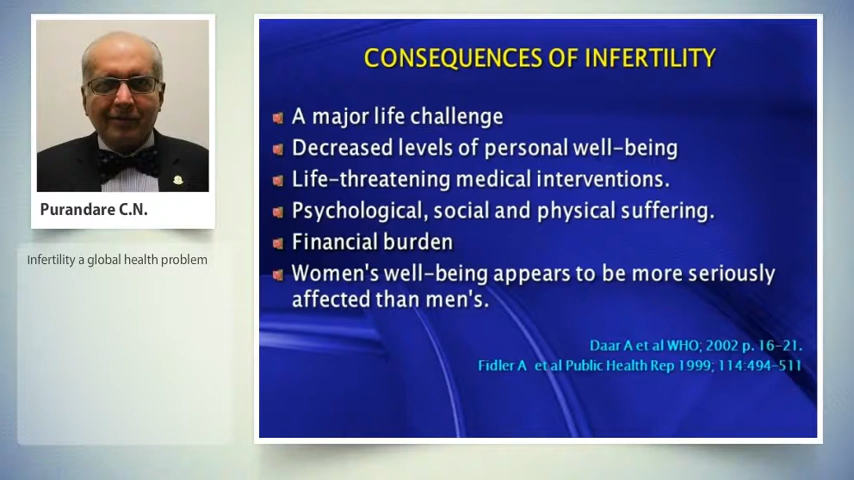 Purandare C.N.
Infertility a global health problem
CONSEQUENCES OF INFERTILITY
A major life challenge
Decreased levels of personal well-being
Life-threatening medical interventions.
Psychological, social and physical suffering.
Financial burden
Women's well-being appears to be more seriously
affected than men's.
Daar A et al WHO; 2002 p. 16-21.
Fidler A et al Public Health Rep 1999; 114:494-511